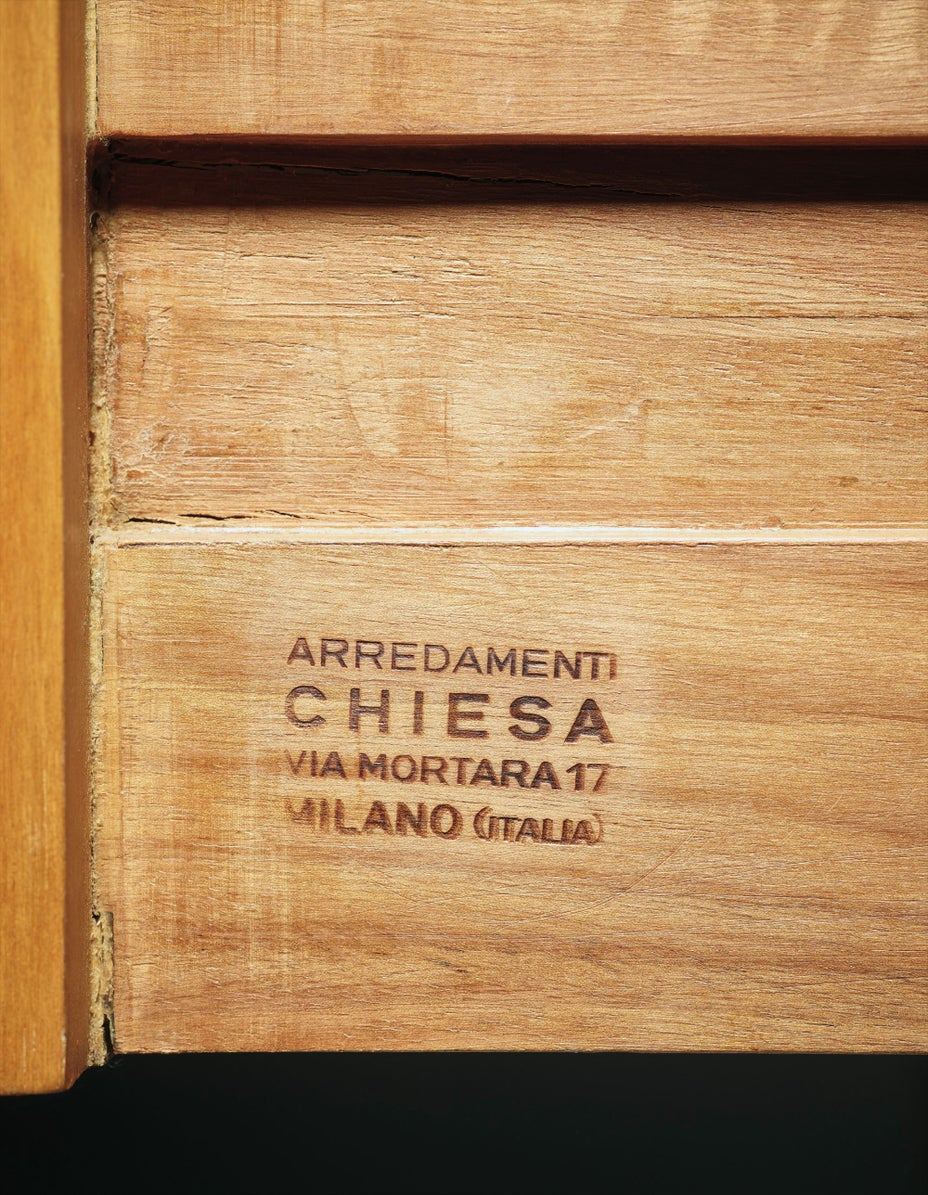 ARREDAMENTI
CHIESA
VIA MORTARA 17
MILANO (ITALIA)